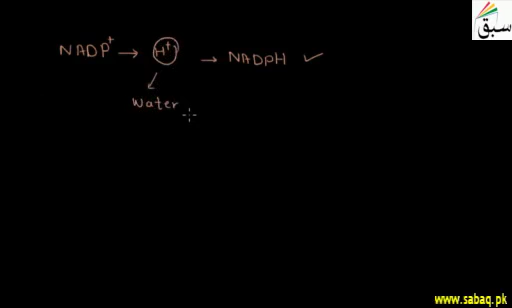 سبق
NADP⁺ → H⁺ → NADPH ✓
Water
www.sabaq.pk